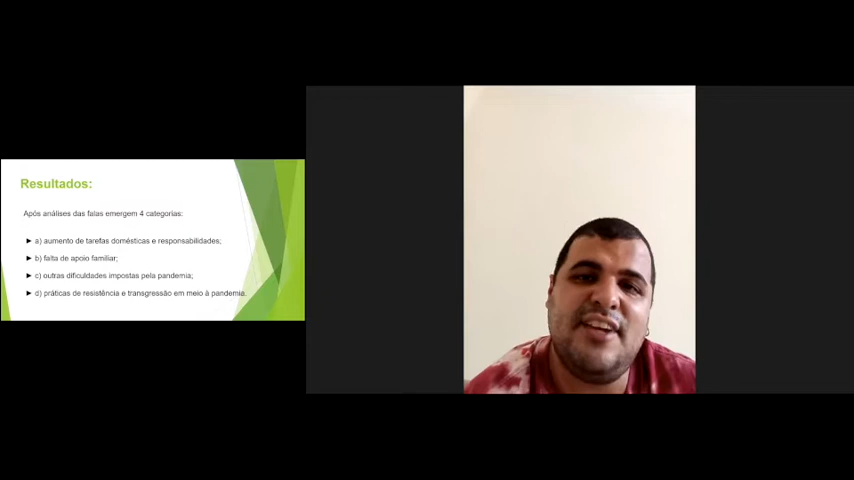 Resultados:
Após análises das falas emergem 4 categorias:
► a) aumento de tarefas domésticas e responsabilidades;
► b) falta de apoio familiar;
► c) outras dificuldades impostas pela pandemia;
► d) práticas de resistência e transgressão em meio à pandemia.